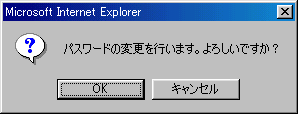 Microsoft Internet Explorer
パスワードの変更を行います。よろしいですか？
OK
キャンセル